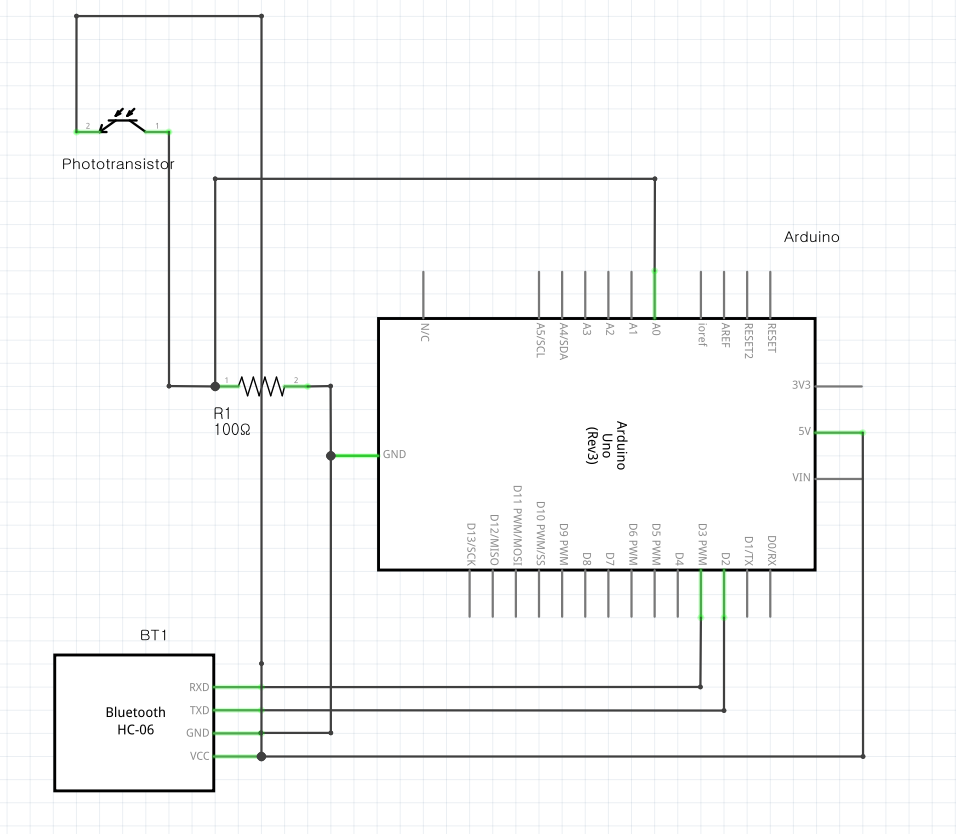 2
1
Phototransistor
Arduino
N/C
A5/SCL
A4/SDA
A3
A2
A1
A0
ioref
AREF
RESET2
RESET
3V3
1
2
R1
100Ω
5V
GND
Arduino
Uno
(Rev3)
VIN
D13/SCK
D12/MISO
D11 PWM/MOSI
D10 PWM/SS
D9 PWM
D8
D7
D6 PWM
D5 PWM
D4
D3 PWM
D2
D1/TX
D0/RX
BT1
RXD
TXD
GND
VCC
Bluetooth
HC-06